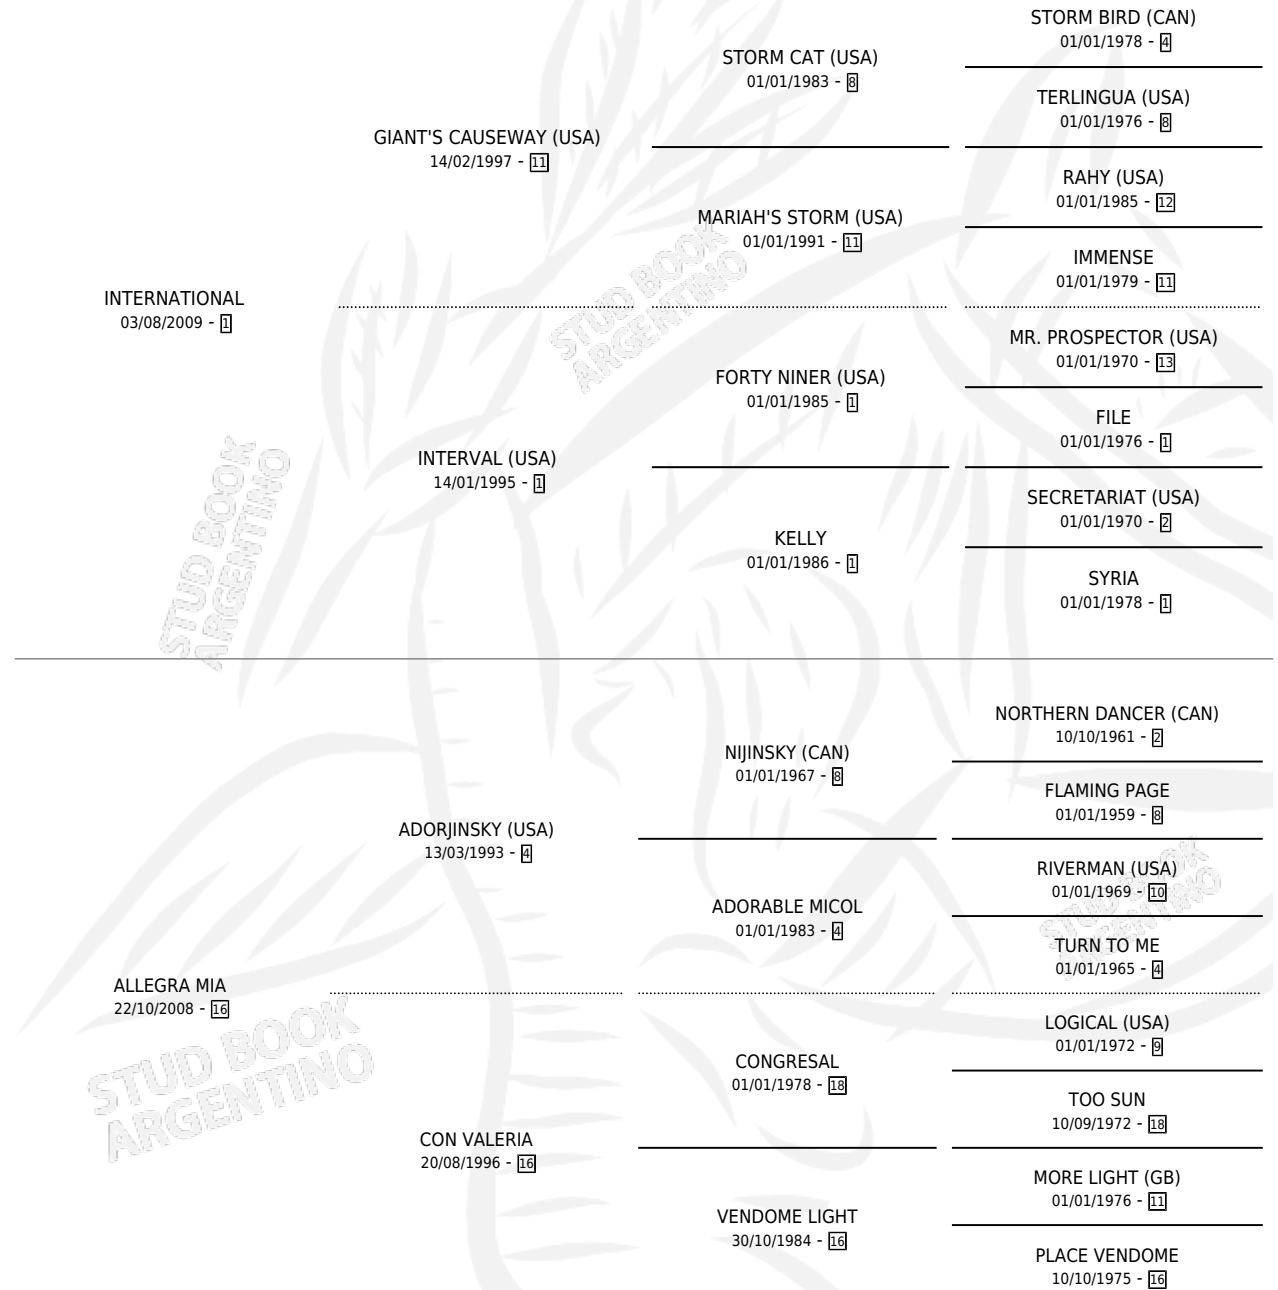 STORM BIRD (CAN)
01/01/1978 - 4
STORM CAT (USA)
01/01/1983 - 8
TERLINGUA (USA)
01/01/1976 - 8
GIANT'S CAUSEWAY (USA)
14/02/1997 - 11
RAHY (USA)
01/01/1985 - 12
MARIAH'S STORM (USA)
01/01/1991 - 11
IMMENSE
01/01/1979 - 11
INTERNATIONAL
03/08/2009 - 1
MR. PROSPECTOR (USA)
01/01/1970 - 13
FORTY NINER (USA)
01/01/1985 - 1
FILE
01/01/1976 - 1
INTERVAL (USA)
14/01/1995 - 1
SECRETARIAT (USA)
01/01/1970 - 2
KELLY
01/01/1986 - 1
SYRIA
01/01/1978 - 1
NORTHERN DANCER (CAN)
10/10/1961 - 2
NIJINSKY (CAN)
01/01/1967 - 8
FLAMING PAGE
01/01/1959 - 8
ADORJINSKY (USA)
13/03/1993 - 4
RIVERMAN (USA)
01/01/1969 - 10
ADORABLE MICOL
01/01/1983 - 4
TURN TO ME
01/01/1965 - 4
ALLEGRA MIA
22/10/2008 - 16
LOGICAL (USA)
01/01/1972 - 9
CONGRESAL
01/01/1978 - 18
TOO SUN
10/09/1972 - 18
CON VALERIA
20/08/1996 - 16
MORE LIGHT (GB)
01/01/1976 - 11
VENDOME LIGHT
30/10/1984 - 16
PLACE VENDOME
10/10/1975 - 16
STUD BOOK
ARGENTINO
STUD BOOK
ARGENTINO
STUD BOOK
ARGENTINO
STUD BOOK
ARGENTINO